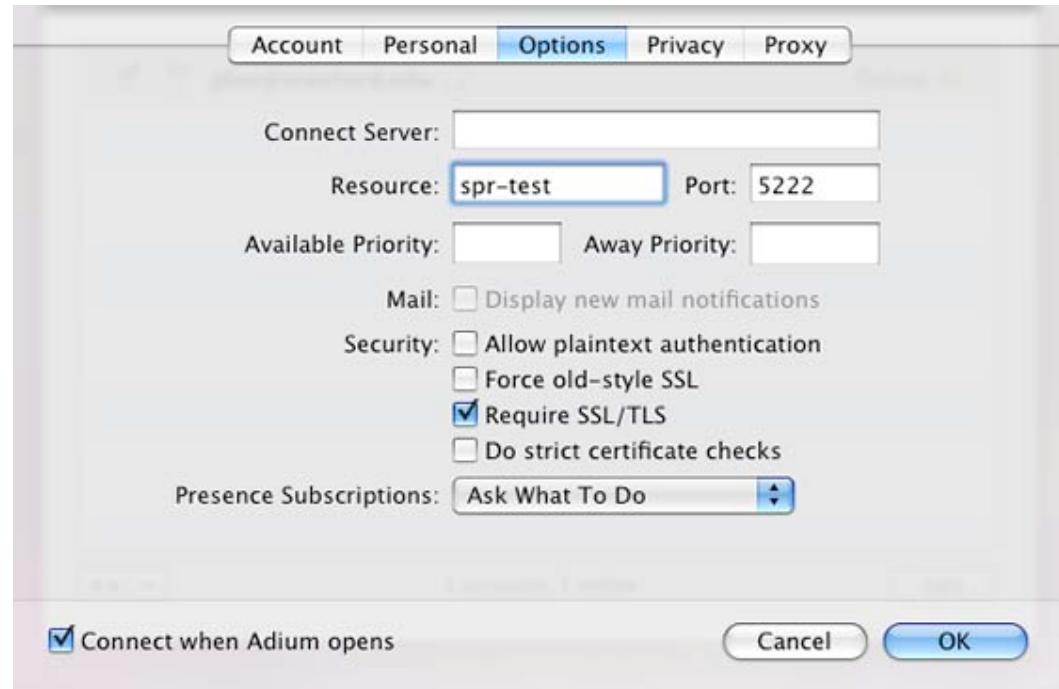 Account Personal Options Privacy Proxy
Connect Server:
Resource: spr-test Port: 5222
Available Priority: Away Priority:
Mail: Display new mail notifications
Security: Allow plaintext authentication
Force old-style SSL
Require SSL/TLS
Do strict certificate checks
Presence Subscriptions: Ask What To Do
Connect when Adium opens Cancel OK